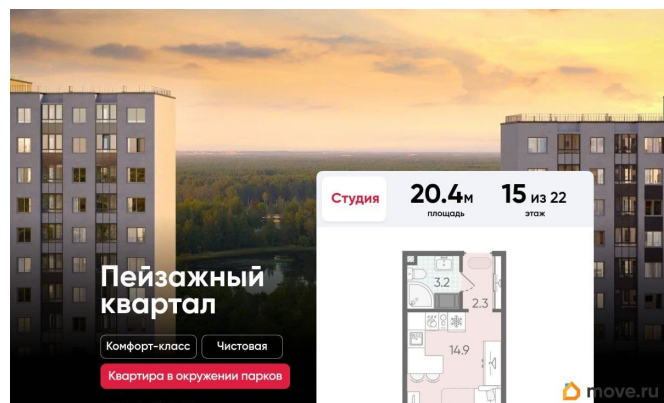 Студия
20.4м
площадь
15 из 22
этаж
Пейзажный
квартал
Комфорт-класс
Чистовая
Квартира в окружении парков
3.2
2.3
14.9
move.ru